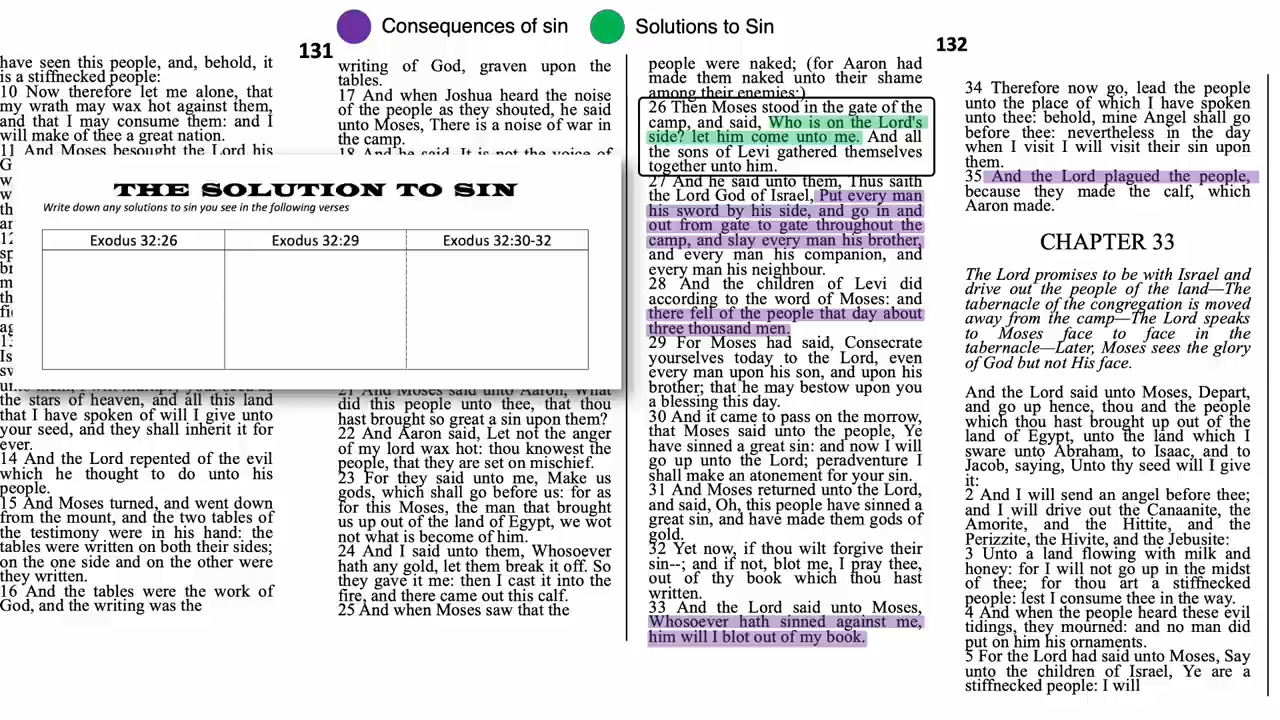 Consequences of sin
Solutions to Sin
131
132
have seen this people, and, behold, it
is a stiffnecked people:
10 Now therefore let me alone, that
my wrath may wax hot against them,
and that I may consume them: and I
will make of thee a great nation.
11 And Moses besought the Lord his
THE SOLUTION TO SIN
Write down any solutions to sin you see in the following verses
Exodus 32:26
Exodus 32:29
Exodus 32:30-32
the stars of heaven, and all this land
that I have spoken of will I give unto
your seed, and they shall inherit it for
ever.
14 And the Lord repented of the evil
which he thought to do unto his
people.
15 And Moses turned, and went down
from the mount, and the two tables of
the testimony were in his hand: the
tables were written on both their sides;
on the one side and on the other were
they written.
16 And the tables were the work of
God, and the writing was the
writing of God, graven upon the
tables.
17 And when Joshua heard the noise
of the people as they shouted, he said
unto Moses, There is a noise of war in
the camp.
18 And he said, It is not the voice of
21 And Moses said unto Aaron, What
did this people unto thee, that thou
hast brought so great a sin upon them?
22 And Aaron said, Let not the anger
of my lord wax hot: thou knowest the
people, that they are set on mischief.
23 For they said unto me, Make us
gods, which shall go before us: for as
for this Moses, the man that brought
us up out of the land of Egypt, we wot
not what is become of him.
24 And I said unto them, Whosoever
hath any gold, let them break it off. So
they gave it me: then I cast it into the
fire, and there came out this calf.
25 And when Moses saw that the
people were naked; (for Aaron had
made them naked unto their shame
among their enemies:)
26 Then Moses stood in the gate of the
camp, and said, Who is on the Lord's
side? let him come unto me. And all
the sons of Levi gathered themselves
together unto him.
27 And he said unto them, Thus saith
the Lord God of Israel, Put every man
his sword by his side, and go in and
out from gate to gate throughout the
camp, and slay every man his brother,
and every man his companion, and
every man his neighbour.
28 And the children of Levi did
according to the word of Moses: and
there fell of the people that day about
three thousand men.
29 For Moses had said, Consecrate
yourselves today to the Lord, even
every man upon his son, and upon his
brother; that he may bestow upon you
a blessing this day.
30 And it came to pass on the morrow,
that Moses said unto the people, Ye
have sinned a great sin: and now I will
go up unto the Lord; peradventure I
shall make an atonement for your sin.
31 And Moses returned unto the Lord,
and said, Oh, this people have sinned a
great sin, and have made them gods of
gold.
32 Yet now, if thou wilt forgive their
sin--; and if not, blot me, I pray thee,
out of thy book which thou hast
written.
33 And the Lord said unto Moses,
Whosoever hath sinned against me,
him will I blot out of my book.
34 Therefore now go, lead the people
unto the place of which I have spoken
unto thee: behold, mine Angel shall go
before thee: nevertheless in the day
when I visit I will visit their sin upon
them.
35 And the Lord plagued the people,
because they made the calf, which
Aaron made.
CHAPTER 33
The Lord promises to be with Israel and
drive out the people of the land—The
tabernacle of the congregation is moved
away from the camp—The Lord speaks
to Moses face to face in the
tabernacle—Later, Moses sees the glory
of God but not His face.
And the Lord said unto Moses, Depart,
and go up hence, thou and the people
which thou hast brought up out of the
land of Egypt, unto the land which I
sware unto Abraham, to Isaac, and to
Jacob, saying, Unto thy seed will I give
it:
2 And I will send an angel before thee;
and I will drive out the Canaanite, the
Amorite, and the Hittite, and the
Perizzite, the Hivite, and the Jebusite:
3 Unto a land flowing with milk and
honey: for I will not go up in the midst
of thee; for thou art a stiffnecked
people: lest I consume thee in the way.
4 And when the people heard these evil
tidings, they mourned: and no man did
put on him his ornaments.
5 For the Lord had said unto Moses, Say
unto the children of Israel, Ye are a
stiffnecked people: I will